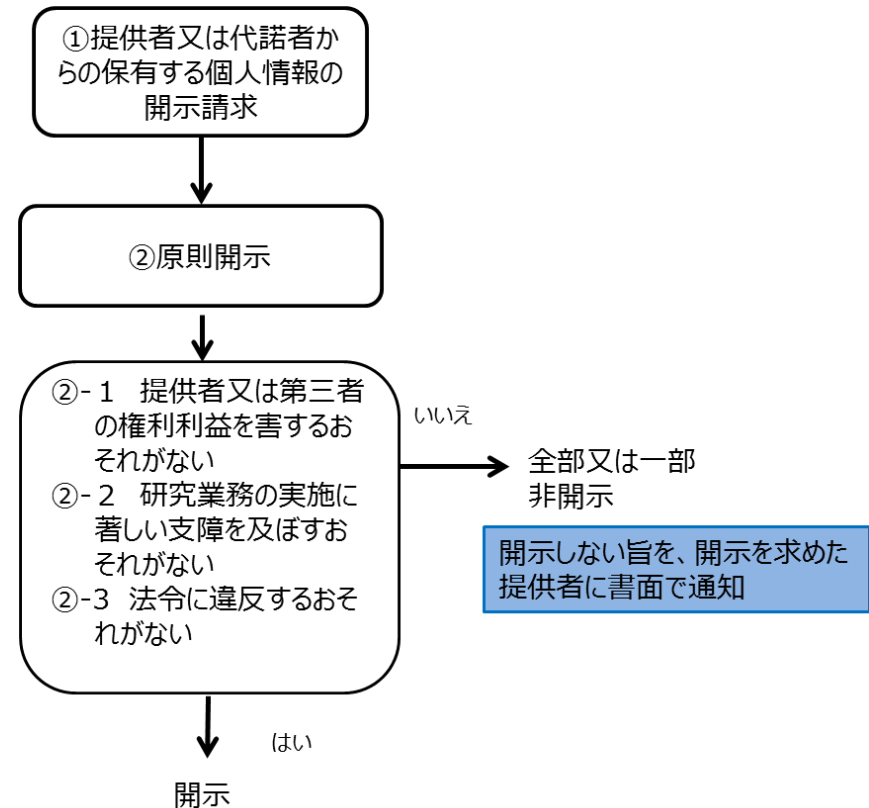 ①提供者又は代諾者か
らの保有する個人情報の
開示請求
②原則開示
②-１ 提供者又は第三者
の権利利益を害するお
それがない
②-２ 研究業務の実施に
著しい支障を及ぼすお
それがない
②-3 法令に違反するおそ
れがない
いいえ
全部又は一部
非開示
開示しない旨を、開示を求めた
提供者に書面で通知
はい
開示